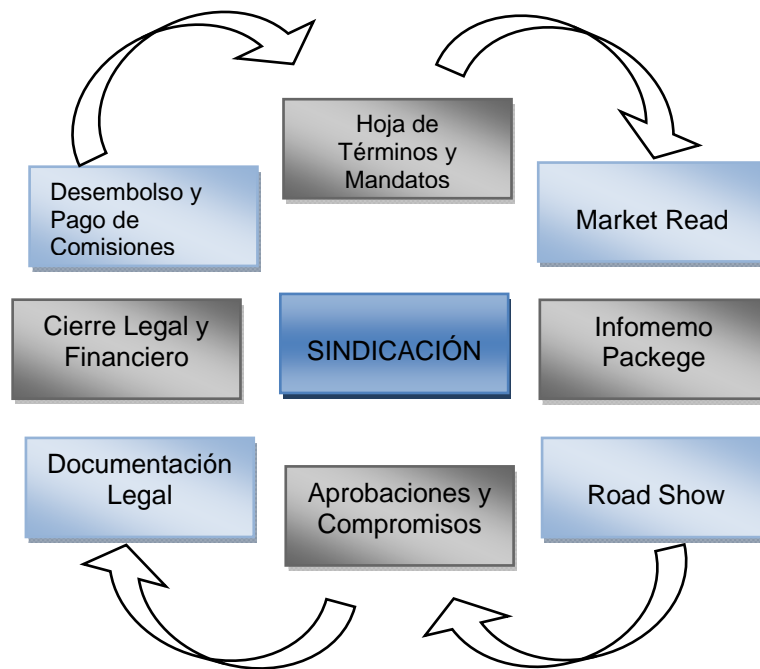 Hoja de
Términos y
Mandatos
Market Read
Infomemo
Packege
Road Show
Aprobaciones y
Compromisos
Documentación
Legal
Cierre Legal y
Financiero
Desembolso y
Pago de
Comisiones
SINDICACIÓN